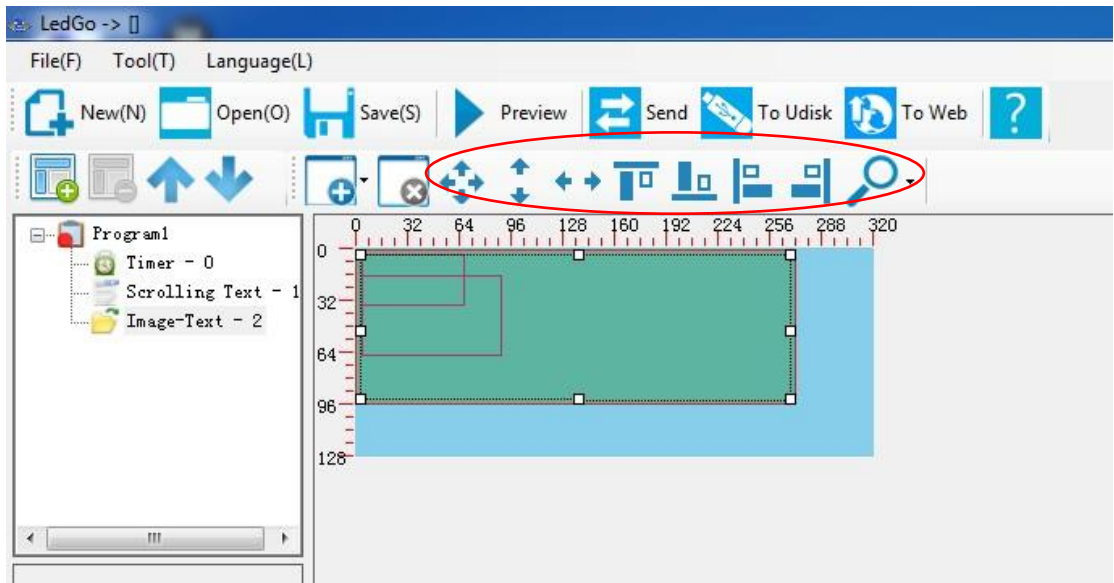 LedGo -> []
File(F) Tool(T) Language(L)
New(N) Open(O) Save(S) Preview Send To Udisk To Web ?
Program1
Timer - 0
Scrolling Text - 1
Image-Text - 2
0 32 64 96 128 160 192 224 256 288 320
0
32
64
96
128